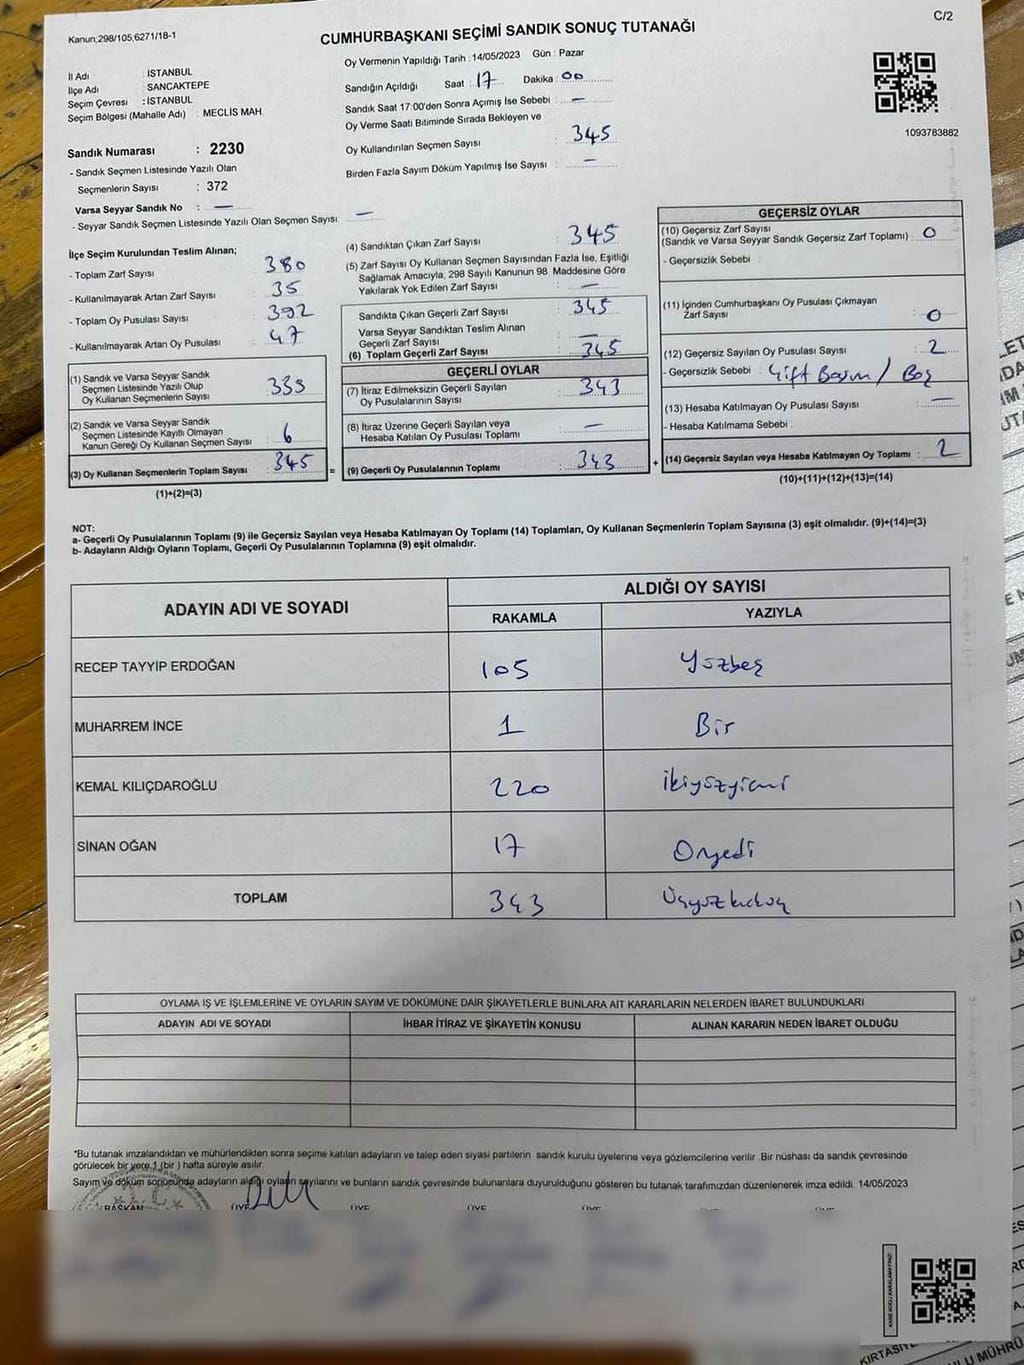 Kanun;298/105;6271/18-1
CUMHURBAŞKANI SEÇİMİ SANDIK SONUÇ TUTANAĞI
C/2
İl Adı : İSTANBUL
İlçe Adı : SANCAKTEPE
Seçim Çevresi : İSTANBUL
Seçim Bölgesi (Mahalle Adı) : MECLİS MAH.
Sandık Numarası : 2230
- Sandık Seçmen Listesinde Yazılı Olan
Seçmenlerin Sayısı : 372
Varsa Seyyar Sandık No : —
- Seyyar Sandık Seçmen Listesinde Yazılı Olan Seçmen Sayısı: —
Oy Vermenin Yapıldığı Tarih : 14/05/2023 Gün : Pazar
Sandığın Açıldığı Saat : 17 Dakika : 00
Sandık Saat 17:00'den Sonra Açımış İse Sebebi : —
Oy Verme Saati Bitiminde Sırada Bekleyen ve
Oy Kullandırılan Seçmen Sayısı : 345
Birden Fazla Sayım Döküm Yapılmış İse Sayısı : —
1093783882
İlçe Seçim Kurulundan Teslim Alınan;
- Toplam Zarf Sayısı : 380
- Kullanılmayarak Artan Zarf Sayısı : 35
- Toplam Oy Pusulası Sayısı : 392
- Kullanılmayarak Artan Oy Pusulası : 47
(1) Sandık ve Varsa Seyyar Sandık
Seçmen Listesinde Yazılı Olup
Oy Kullanan Seçmenlerin Sayısı : 339
(2) Sandık ve Varsa Seyyar Sandık
Seçmen Listesinde Kayıtlı Olmayan
Kanun Gereği Oy Kullanan Seçmen Sayısı : 6
(3) Oy Kullanan Seçmenlerin Toplam Sayısı : 345 =
(1)+(2)=(3)
(4) Sandıktan Çıkan Zarf Sayısı : 345
(5) Zarf Sayısı Oy Kullanan Seçmen Sayısından Fazla İse, Eşitliği
Sağlamak Amacıyla, 298 Sayılı Kanunun 98. Maddesine Göre
Yakılarak Yok Edilen Zarf Sayısı : —
Sandıkta Çıkan Geçerli Zarf Sayısı : 345
Varsa Seyyar Sandıktan Teslim Alınan
Geçerli Zarf Sayısı : —
(6) Toplam Geçerli Zarf Sayısı : 345
GEÇERLİ OYLAR
(7) İtiraz Edilmeksizin Geçerli Sayılan
Oy Pusulalarının Sayısı : 343
(8) İtiraz Üzerine Geçerli Sayılan veya
Hesaba Katılan Oy Pusulası Toplamı : —
(9) Geçerli Oy Pusulalarının Toplamı : 343 +
GEÇERSİZ OYLAR
(10) Geçersiz Zarf Sayısı
(Sandık ve Varsa Seyyar Sandık Geçersiz Zarf Toplamı) : 0
- Geçersizlik Sebebi :
(11) İçinden Cumhurbaşkanı Oy Pusulası Çıkmayan
Zarf Sayısı : 0
(12) Geçersiz Sayılan Oy Pusulası Sayısı : 2
- Geçersizlik Sebebi : Çift Basım / Boş
(13) Hesaba Katılmayan Oy Pusulası Sayısı : —
- Hesaba Katılmama Sebebi :
(14) Geçersiz Sayılan veya Hesaba Katılmayan Oy Toplamı : 2
(10)+(11)+(12)+(13)=(14)
NOT:
a- Geçerli Oy Pusulalarının Toplamı (9) ile Geçersiz Sayılan veya Hesaba Katılmayan Oy Toplamı (14) Toplamları, Oy Kullanan Seçmenlerin Toplam Sayısına (3) eşit olmalıdır. (9)+(14)=(3)
b- Adayların Aldığı Oyların Toplamı, Geçerli Oy Pusulalarının Toplamına (9) eşit olmalıdır.
ADAYIN ADI VE SOYADI
ALDIĞI OY SAYISI
RAKAMLA YAZIYLA
RECEP TAYYİP ERDOĞAN 105 Yüzbeş
MUHARREM İNCE 1 Bir
KEMAL KILIÇDAROĞLU 220 İkiyüzyirmi
SİNAN OĞAN 17 Onyedi
TOPLAM 343 Üçyüzkırküç
OYLAMA İŞ VE İŞLEMLERİNE VE OYLARIN SAYIM VE DÖKÜMÜNE DAİR ŞİKAYETLERLE BUNLARA AİT KARARLARIN NELERDEN İBARET BULUNDUKLARI
ADAYIN ADI VE SOYADI İHBAR İTİRAZ VE ŞİKAYETİN KONUSU ALINAN KARARIN NEDEN İBARET OLDUĞU
*Bu tutanak imzalandıktan ve mühürlendikten sonra seçime katılan adayların ve talep eden siyasi partilerin sandık kurulu üyelerine veya gözlemcilerine verilir. Bir nüshası da sandık çevresinde
görülecek bir yere 1 (bir ) hafta süreyle asılır.
Sayım ve döküm sonucunda adayların aldığı oyların sayılarını ve bunların sandık çevresinde bulunanlara duyurulduğunu gösteren bu tutanak tarafımızdan düzenlenerek imza edildi. 14/05/2023
BAŞKAN ÜYE ÜYE ÜYE ÜYE ÜYE